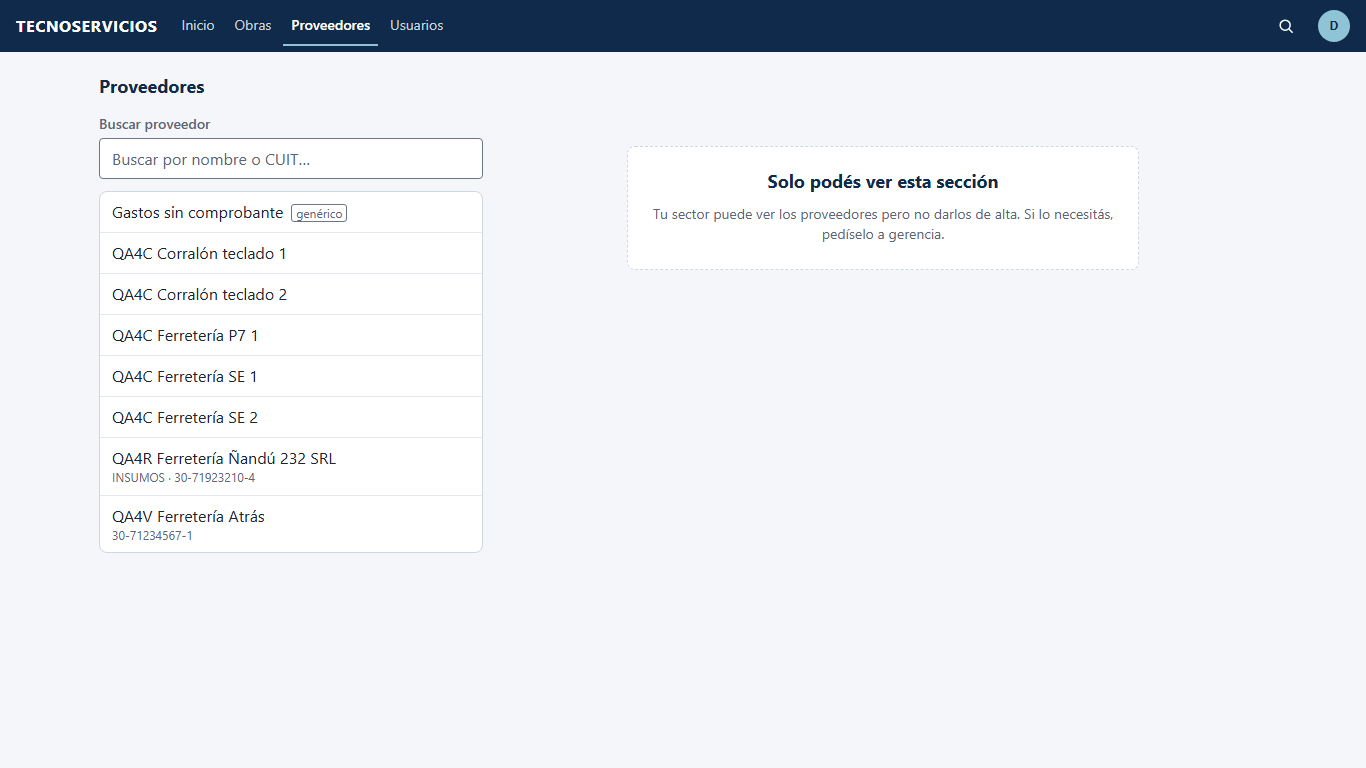 TECNOSERVICIOS Inicio Obras Proveedores Usuarios D
Proveedores
Buscar proveedor
Buscar por nombre o CUIT...
Gastos sin comprobante genérico
QA4C Corralón teclado 1
QA4C Corralón teclado 2
QA4C Ferretería P7 1
QA4C Ferretería SE 1
QA4C Ferretería SE 2
QA4R Ferretería Ñandú 232 SRL
INSUMOS · 30-71923210-4
QA4V Ferretería Atrás
30-71234567-1
Solo podés ver esta sección
Tu sector puede ver los proveedores pero no darlos de alta. Si lo necesitás,
pedíselo a gerencia.